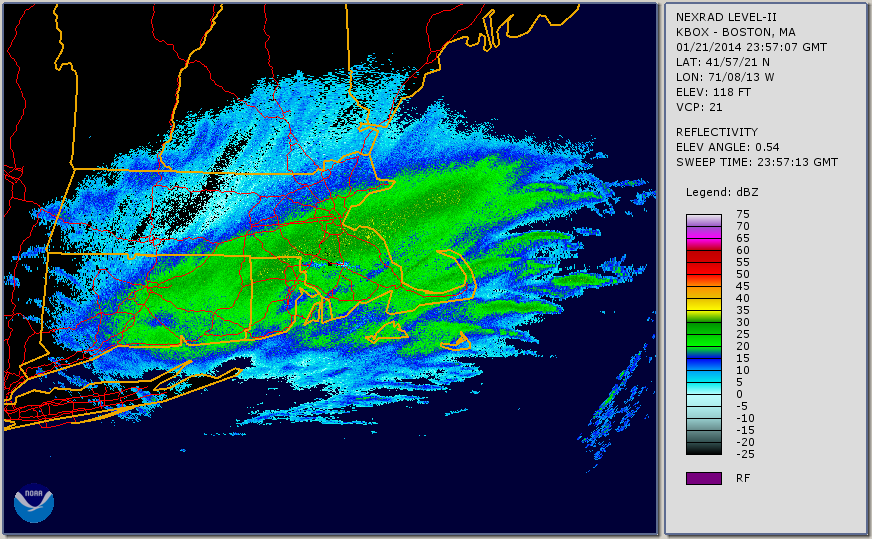 NEXRAD LEVEL-II
KBOX - BOSTON, MA
01/21/2014 23:57:07 GMT
LAT: 41/57/21 N
LON: 71/08/13 W
ELEV: 118 FT
VCP: 21
REFLECTIVITY
ELEV ANGLE: 0.54
SWEEP TIME: 23:57:13 GMT
Legend: dBZ
75
70
65
60
55
50
45
40
35
30
25
20
15
10
5
0
-5
-10
-15
-20
-25
RF
NOAA